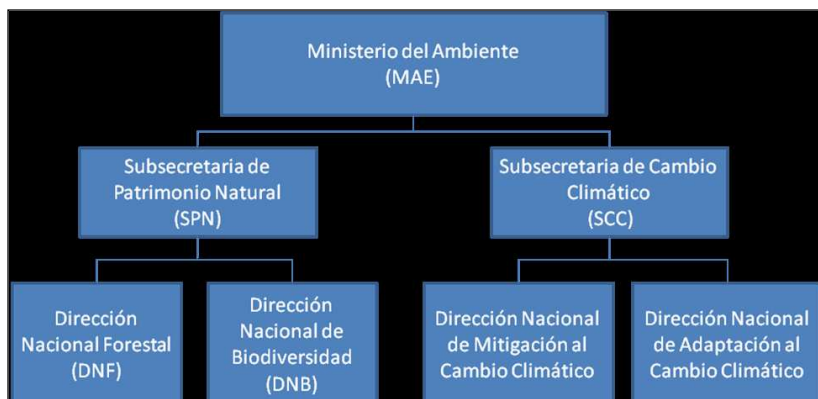 Ministerio del Ambiente
(MAE)
Subsecretaria de
Patrimonio Natural
(SPN)
Subsecretaria de Cambio
Climático
(SCC)
Dirección
Nacional Forestal
(DNF)
Dirección
Nacional de
Biodiversidad
(DNB)
Dirección Nacional
de Mitigación al
Cambio Climático
Dirección Nacional
de Adaptación al
Cambio Climático